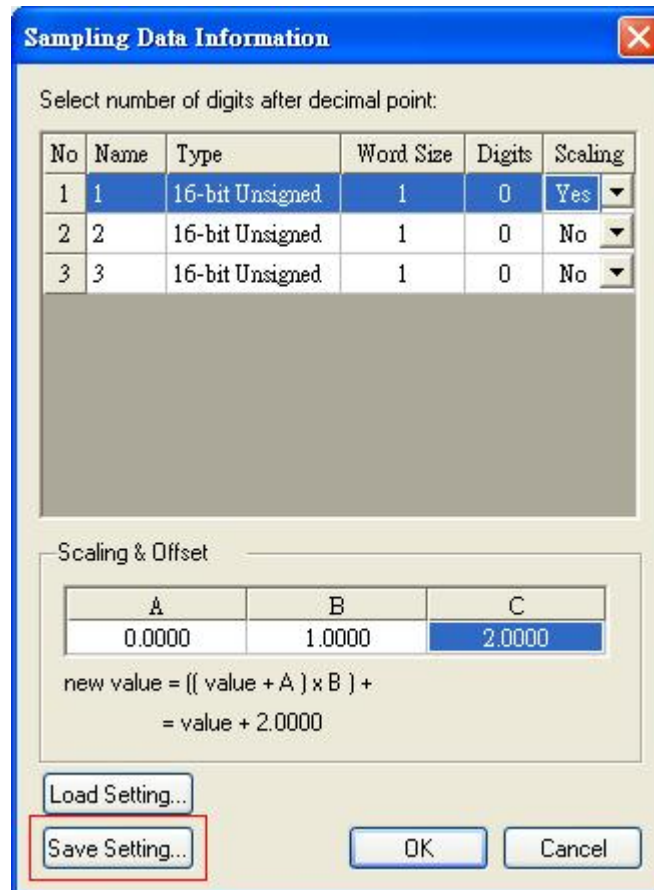 Sampling Data Information
Select number of digits after decimal point:
No Name Type Word Size Digits Scaling
1 1 16-bit Unsigned 1 0 Yes
2 2 16-bit Unsigned 1 0 No
3 3 16-bit Unsigned 1 0 No
Scaling & Offset
A B C
0.0000 1.0000 2.0000
new value = (( value + A ) x B ) +
= value + 2.0000
Load Setting...
Save Setting... OK Cancel